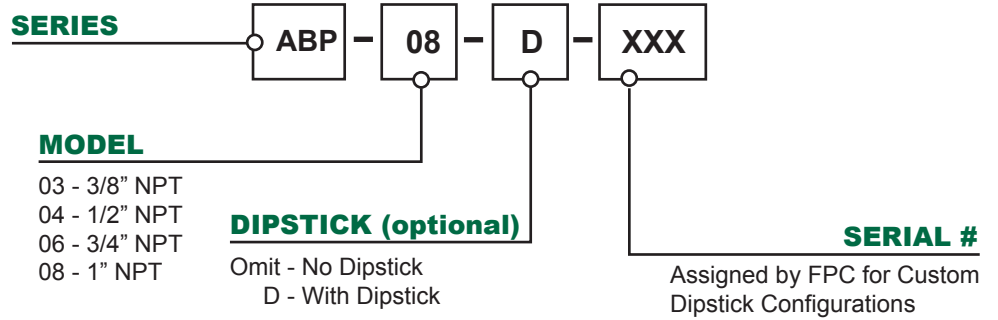 SERIES
ABP - 08 - D - XXX
MODEL
03 - 3/8” NPT
04 - 1/2” NPT
06 - 3/4” NPT
08 - 1” NPT
DIPSTICK (optional)
Omit - No Dipstick
D - With Dipstick
SERIAL #
Assigned by FPC for Custom
Dipstick Configurations